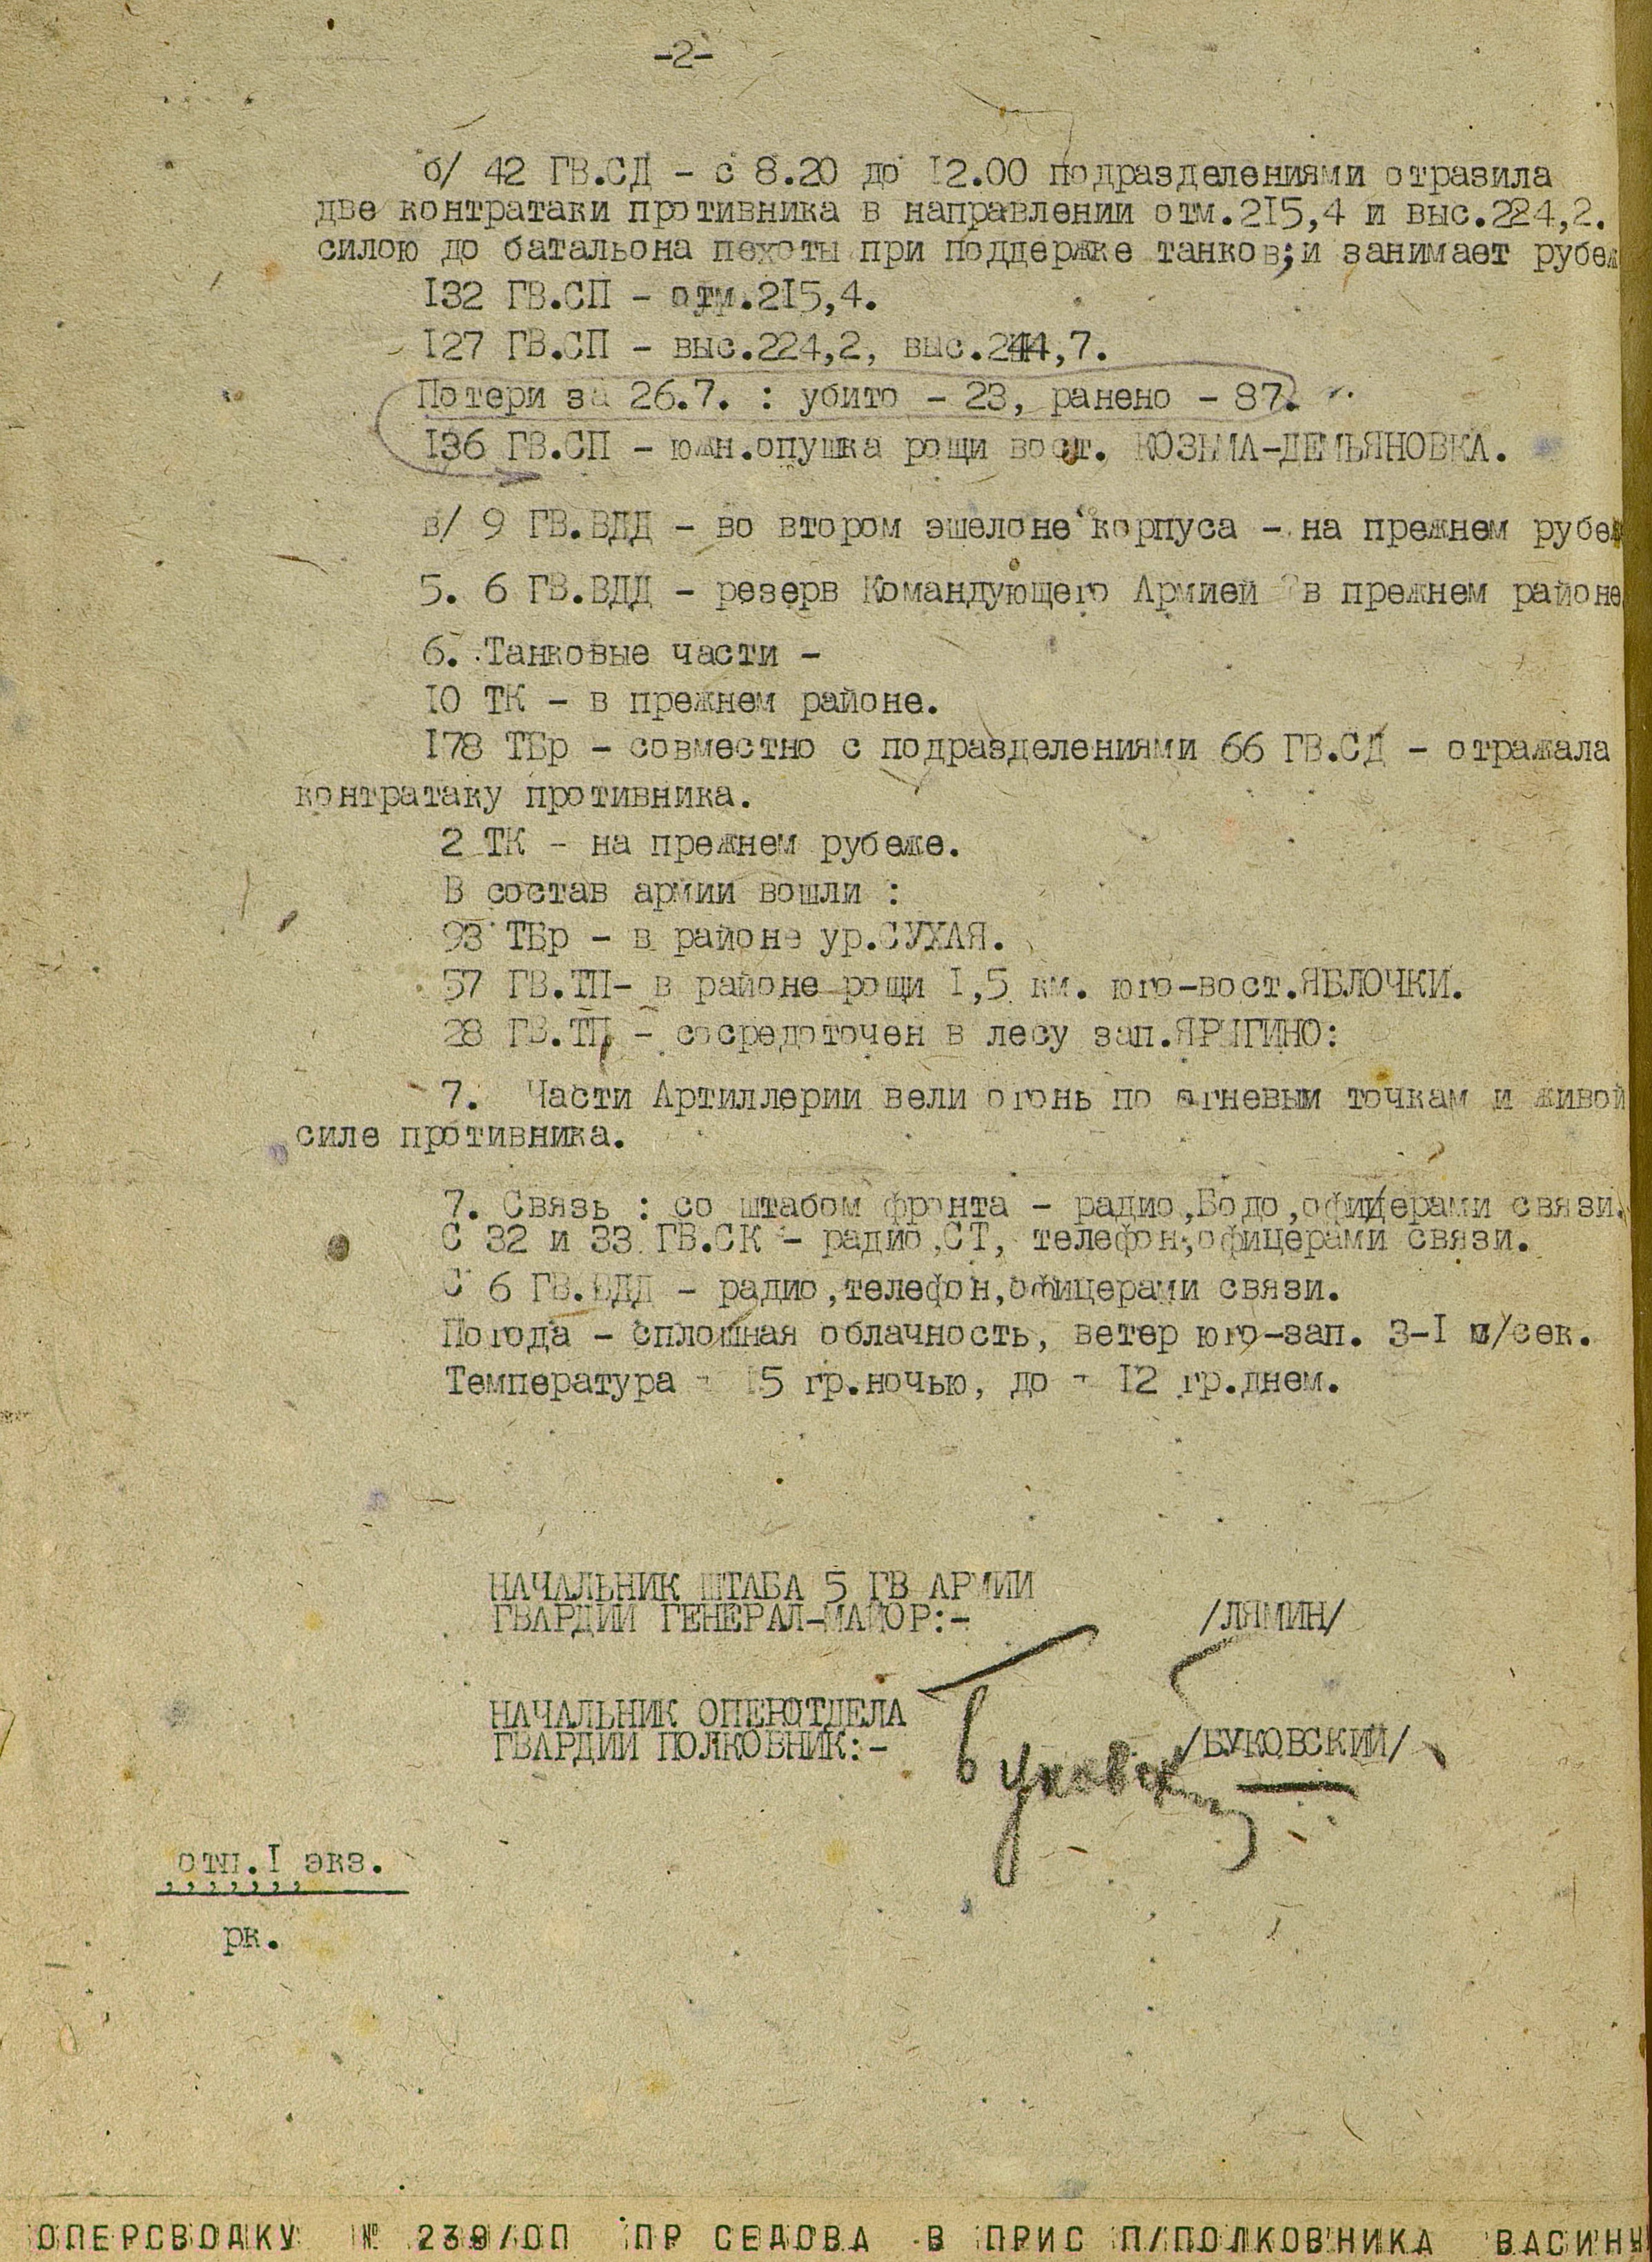 -2-
б/ 42 ГВ.СД - с 8.20 до 12.00 подразделениями отразила
две контратаки противника в направлении отм.215,4 и выс.224,2.
силою до батальона пехоты при поддержке танков; и занимает рубеж
132 ГВ.СП - отм.215,4.
127 ГВ.СП - выс.224,2, выс.244,7.
Потери за 26.7. : убито - 23, ранено - 87.
136 ГВ.СП - южн.опушка рощи вост. КОЗЬМА-ДЕМЬЯНОВКА.
в/ 9 ГВ.ВДД - во втором эшелоне корпуса - на прежнем рубеж
5. 6 ГВ.ВДД - резерв Командующего Армией в прежнем районе
6. Танковые части -
10 ТК - в прежнем районе.
178 ТБр - совместно с подразделениями 66 ГВ.СД - отражала
контратаку противника.
2 ТК - на прежнем рубеже.
В состав армии вошли :
93 ТБр - в районе ур.СУХАЯ.
57 ГВ.ТП- в районе рощи 1,5 км. юго-вост.ЯБЛОЧКИ.
28 ГВ.ТП - сосредоточен в лесу зап.ЯРЫГИНО:
7. Части Артиллерии вели огонь по огневым точкам и живой
силе противника.
7. Связь : со штабом фронта - радио,Бодо,офицерами связи.
С 32 и 33 ГВ.СК - радио,СТ, телефон,офицерами связи.
С 6 ГВ.ВДД - радио,телефон,офицерами связи.
Погода - сплошная облачность, ветер юго-зап. 3-1 м/сек.
Температура - 15 гр.ночью, до - 12 гр.днем.
НАЧАЛЬНИК ШТАБА 5 ГВ АРМИИ
ГВАРДИИ ГЕНЕРАЛ-МАЙОР:- /ЛЯМИН/
НАЧАЛЬНИК ОПЕРОТДЕЛА
ГВАРДИИ ПОЛКОВНИК:- /БУКОВСКИЙ/
отп.1 экз.
рк.
ОПЕРСВОДКУ № 239/ОП ПР СЕДОВА В ПРИС П/ПОЛКОВНИКА ВАСИНЫ